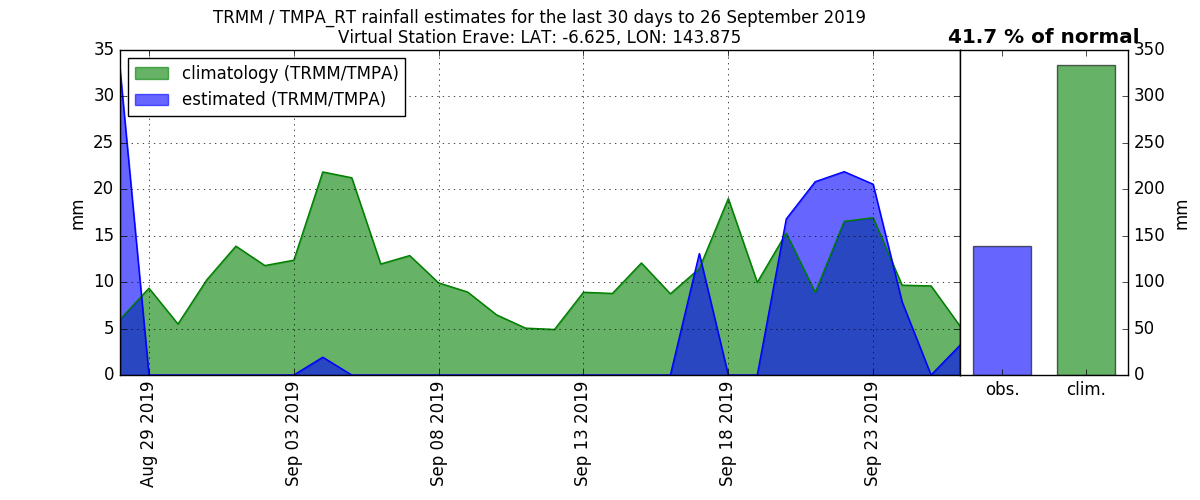 TRMM / TMPA_RT rainfall estimates for the last 30 days to 26 September 2019
Virtual Station Erave: LAT: -6.625, LON: 143.875
41.7 % of normal
climatology (TRMM/TMPA)
estimated (TRMM/TMPA)
35
30
25
20
15
10
5
0
mm
Aug 29 2019
Sep 03 2019
Sep 08 2019
Sep 13 2019
Sep 18 2019
Sep 23 2019
obs.
clim.
350
300
250
200
150
100
50
0
mm